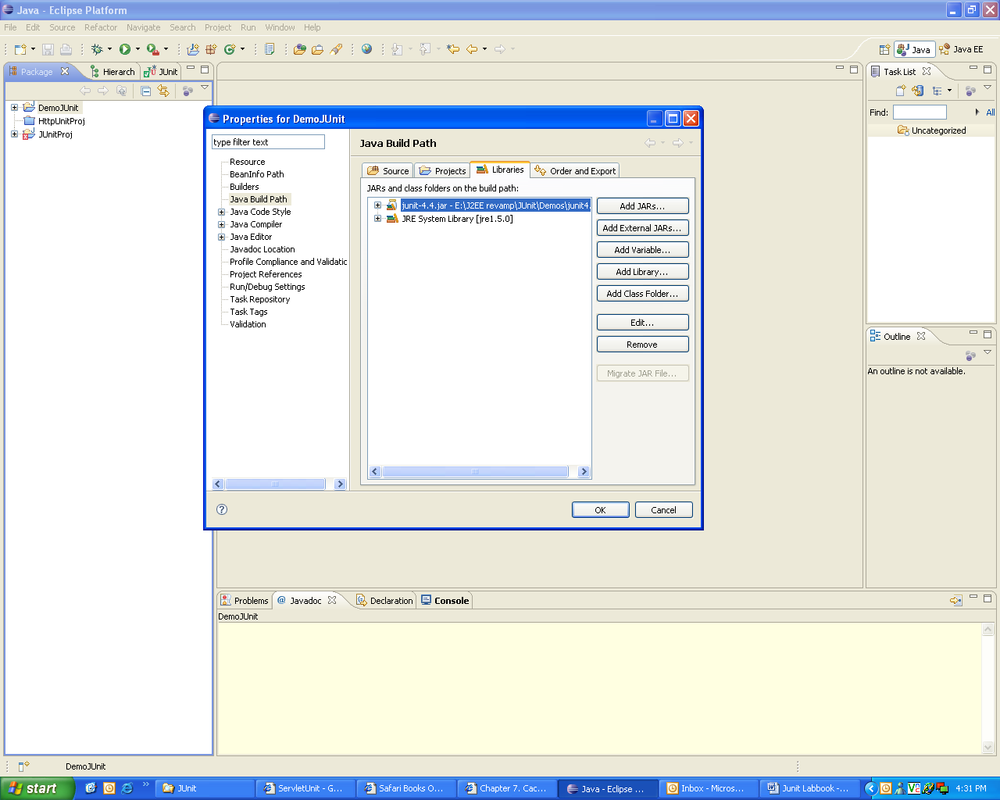 Java - Eclipse Platform
File Edit Source Refactor Navigate Search Project Run Window Help
Java Java EE
Package Hierarch JUnit
DemoJUnit
HttpUnitProj
JUnitProj
Properties for DemoJUnit
type filter text
Resource
BeanInfo Path
Builders
Java Build Path
Java Code Style
Java Compiler
Java Editor
Javadoc Location
Profile Compliance and Validatic
Project References
Run/Debug Settings
Task Repository
Task Tags
Validation
Java Build Path
Source Projects Libraries Order and Export
JARs and class folders on the build path:
junit-4.4.jar - E:\J2EE revamp\JUnit\Demos\junit4.
JRE System Library [jre1.5.0]
Add JARs...
Add External JARs...
Add Variable...
Add Library...
Add Class Folder...
Edit...
Remove
Migrate JAR File...
OK Cancel
Task List
Find: All
Uncategorized
Outline
An outline is not available.
Problems @ Javadoc Declaration Console
DemoJUnit
DemoJUnit
start JUnit ServletUnit - G... Safari Books O... Chapter 7. Cac... Java - Eclipse ... Inbox - Micros... Junit Labbook -... 4:31 PM